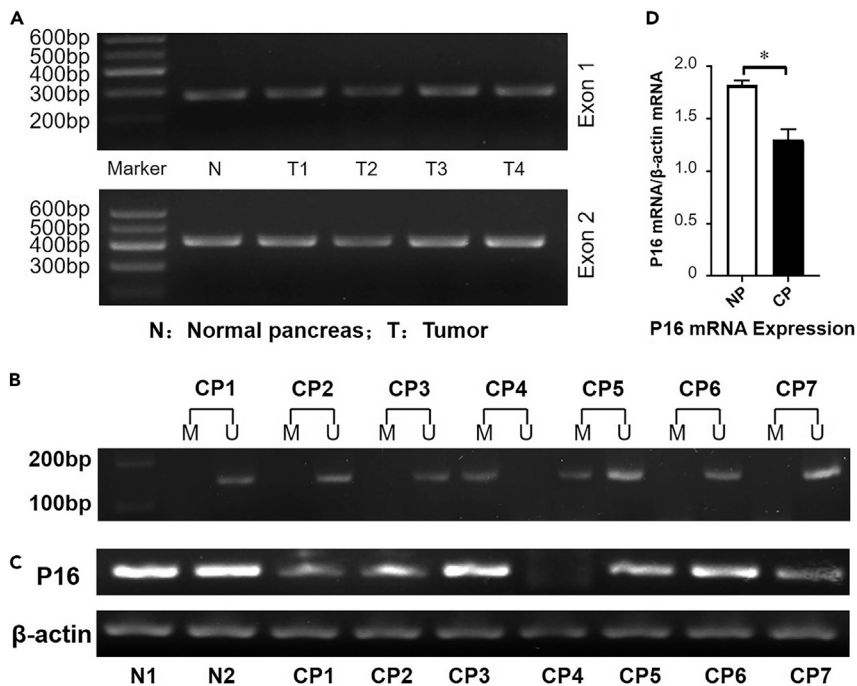 A
600bp
500bp
400bp
300bp
200bp
Exon 1
Marker N T1 T2 T3 T4
600bp
500bp
400bp
300bp
Exon 2
N： Normal pancreas； T： Tumor
D
*
P16 mRNA/β-actin mRNA
2.0
1.5
1.0
0.5
0
NP CP
P16 mRNA Expression
B
CP1 CP2 CP3 CP4 CP5 CP6 CP7
M U M U M U M U M U M U M U
200bp
100bp
C
P16
β-actin
N1 N2 CP1 CP2 CP3 CP4 CP5 CP6 CP7